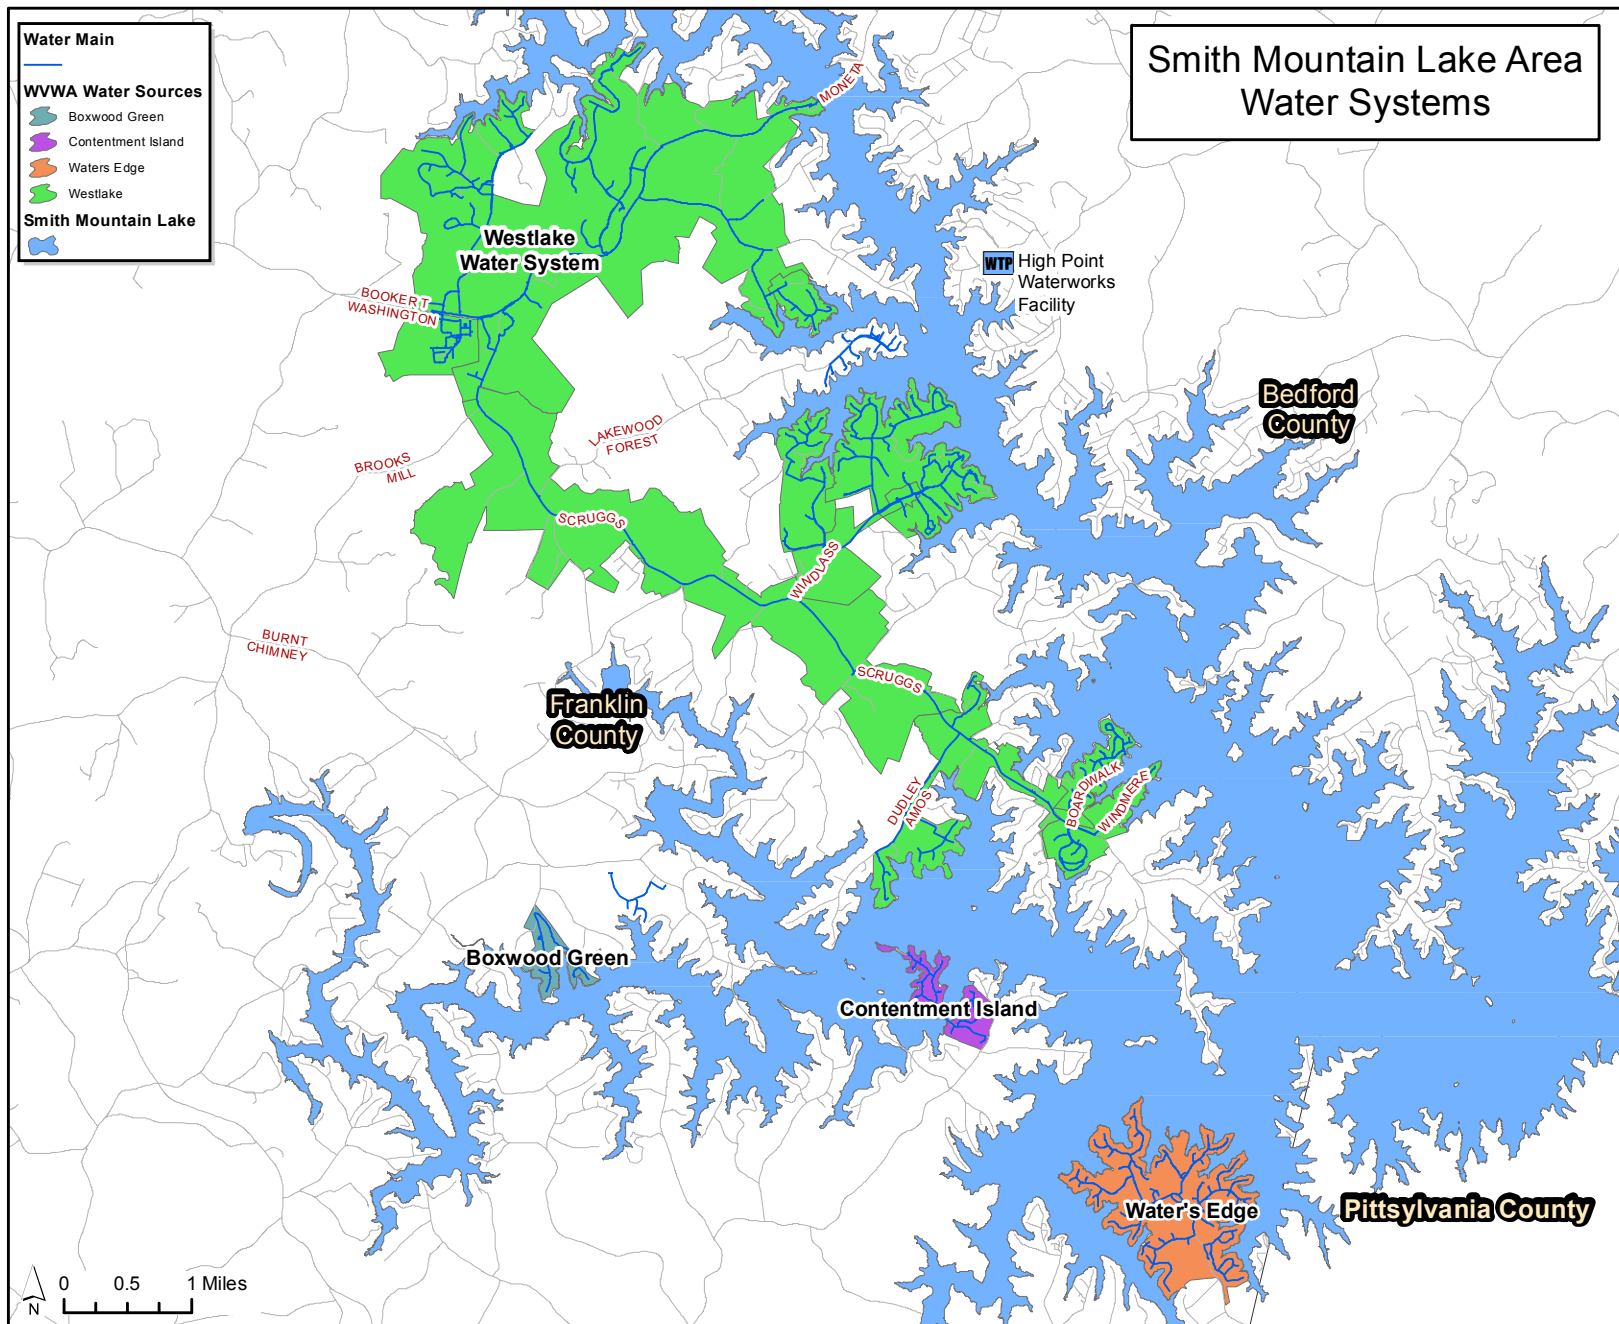 Smith Mountain Lake Area
Water Systems
Water Main
WVWA Water Sources
Boxwood Green
Contentment Island
Waters Edge
Westlake
Smith Mountain Lake
MONETA
Westlake
Water System
WTP High Point
Waterworks
Facility
BOOKER T
WASHINGTON
Bedford
County
LAKEWOOD
FOREST
BROOKS
MILL
SCRUGGS
WINDLASS
BURNT
CHIMNEY
SCRUGGS
Franklin
County
DUDLEY
AMOS
BOARDWALK
WINDMERE
Boxwood Green
Contentment Island
Water's Edge
Pittsylvania County
N
0 0.5 1 Miles